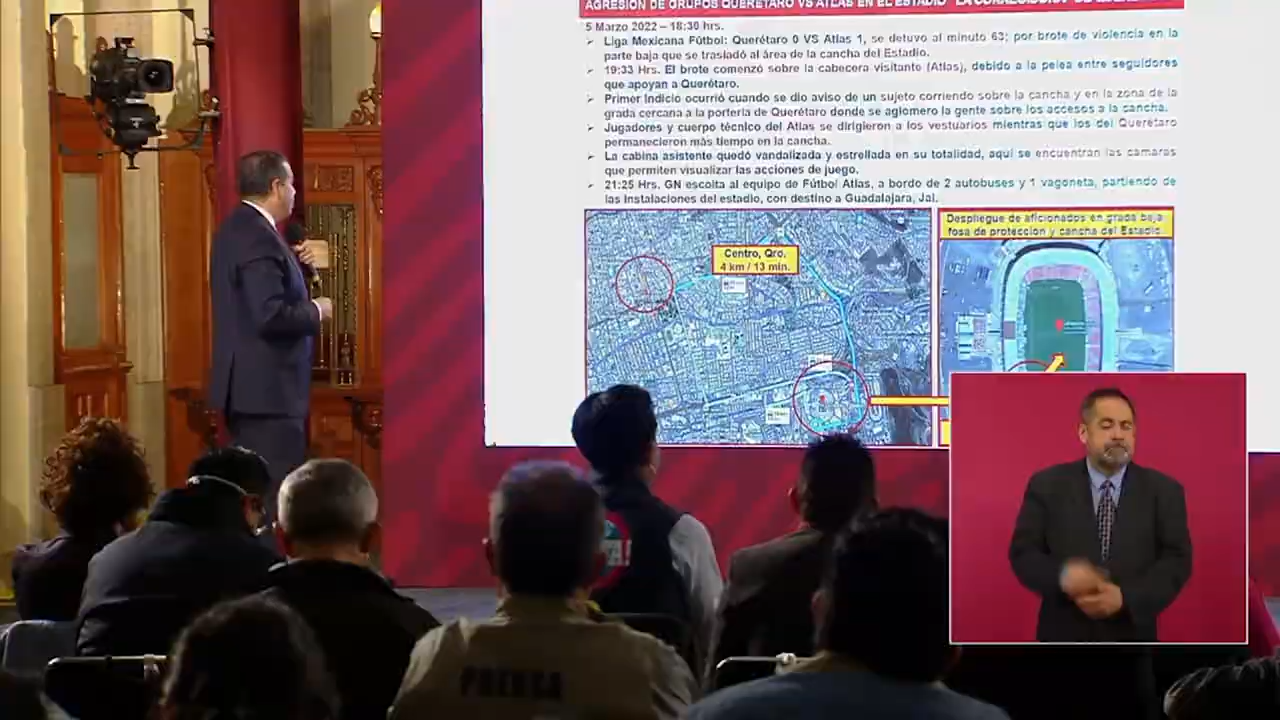 AGRESIÓN DE GRUPOS QUERÉTARO VS ATLAS EN EL ESTADIO "LA CORREGIDORA" DE
5 Marzo 2022 – 18:30 hrs.
➢ Liga Mexicana Fútbol: Querétaro 0 VS Atlas 1, se detuvo al minuto 63; por brote de violencia en la
parte baja que se trasladó al área de la cancha del Estadio.
➢ 19:33 Hrs. El brote comenzó sobre la cabecera visitante (Atlas), debido a la pelea entre seguidores
que apoyan a Querétaro.
➢ Primer indicio ocurrió cuando se dio aviso de un sujeto corriendo sobre la cancha y en la zona de la
grada cercana a la portería de Querétaro donde se aglomero la gente sobre los accesos a la cancha.
➢ Jugadores y cuerpo técnico del Atlas se dirigieron a los vestuarios mientras que los del Querétaro
permanecieron más tiempo en la cancha.
➢ La cabina asistente quedó vandalizada y estrellada en su totalidad, aquí se encuentran las cámaras
que permiten visualizar las acciones de juego.
➢ 21:25 Hrs. GN escolta al equipo de Fútbol Atlas, a bordo de 2 autobuses y 1 vagoneta, partiendo de
las instalaciones del estadio, con destino a Guadalajara, Jal.
Centro, Qro.
4 km / 13 min.
Despliegue de aficionados en grada baja
fosa de protección y cancha del Estadio
PRENSA